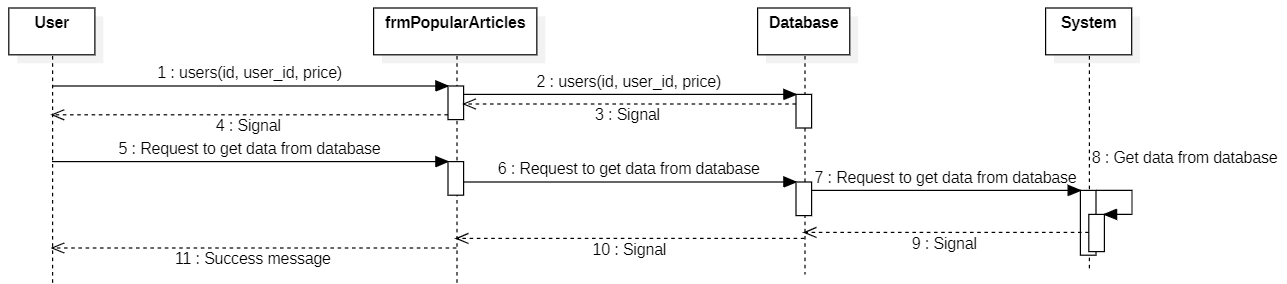 User
frmPopularArticles
Database
System
1 : users(id, user_id, price)
2 : users(id, user_id, price)
3 : Signal
4 : Signal
5 : Request to get data from database
6 : Request to get data from database
7 : Request to get data from database
8 : Get data from database
9 : Signal
10 : Signal
11 : Success message